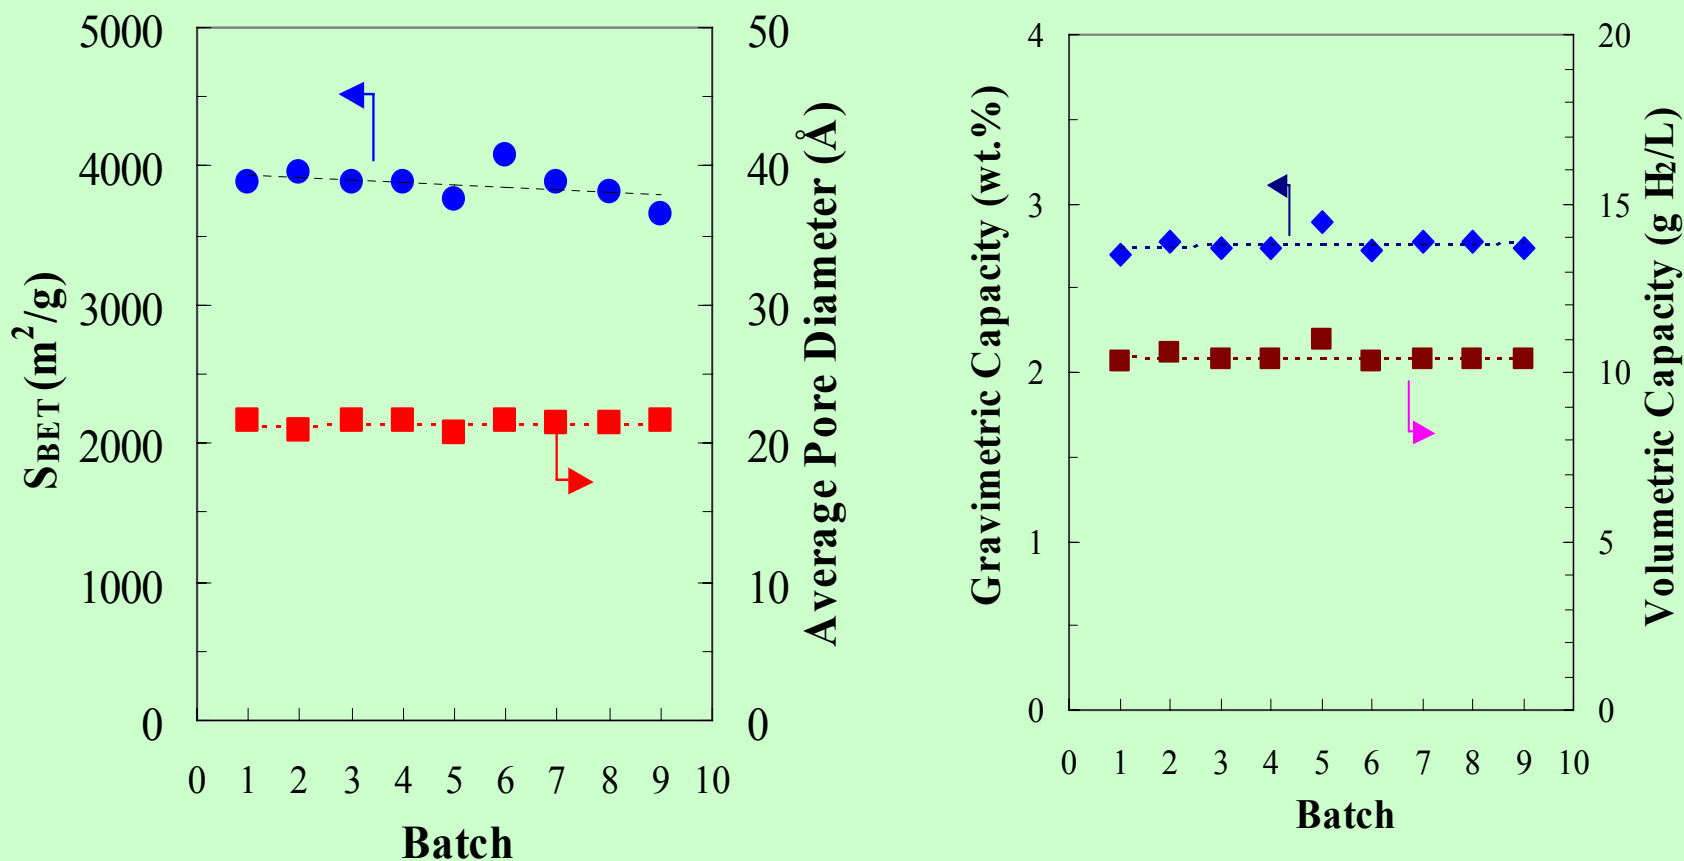 5000
4000
3000
2000
1000
0
SBET (m²/g)
50
40
30
20
10
0
Average Pore Diameter (Å)
0 1 2 3 4 5 6 7 8 9 10
Batch
4
3
2
1
0
Gravimetric Capacity (wt.%)
20
15
10
5
0
Volumetric Capacity (g H2/L)
0 1 2 3 4 5 6 7 8 9 10
Batch